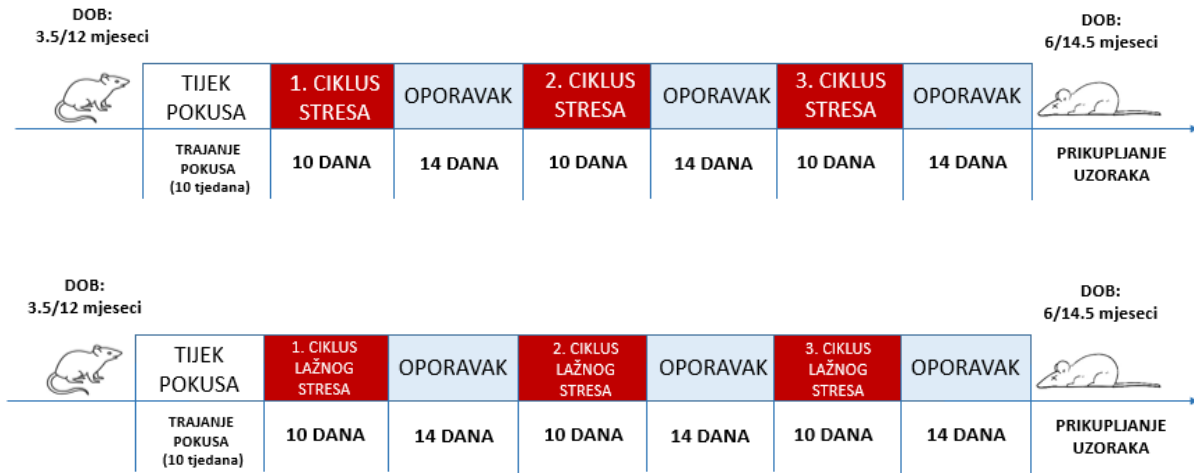 DOB:
3.5/12 mjeseci
DOB:
6/14.5 mjeseci
TIJEK
POKUSA
1. CIKLUS
STRESA
OPORAVAK
2. CIKLUS
STRESA
OPORAVAK
3. CIKLUS
STRESA
OPORAVAK
TRAJANJE
POKUSA
(10 tjedana)
10 DANA
14 DANA
10 DANA
14 DANA
10 DANA
14 DANA
PRIKUPLJANJE
UZORAKA
DOB:
3.5/12 mjeseci
DOB:
6/14.5 mjeseci
TIJEK
POKUSA
1. CIKLUS
LAŽNOG
STRESA
OPORAVAK
2. CIKLUS
LAŽNOG
STRESA
OPORAVAK
3. CIKLUS
LAŽNOG
STRESA
OPORAVAK
TRAJANJE
POKUSA
(10 tjedana)
10 DANA
14 DANA
10 DANA
14 DANA
10 DANA
14 DANA
PRIKUPLJANJE
UZORAKA